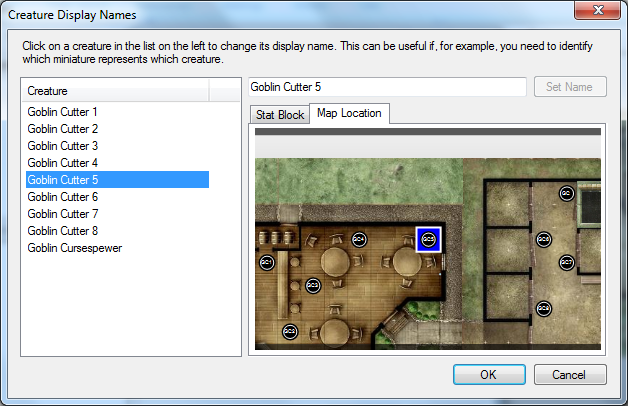 Creature Display Names
Click on a creature in the list on the left to change its display name. This can be useful if, for example, you need to identify
which miniature represents which creature.
Creature
Goblin Cutter 1
Goblin Cutter 2
Goblin Cutter 3
Goblin Cutter 4
Goblin Cutter 5
Goblin Cutter 6
Goblin Cutter 7
Goblin Cutter 8
Goblin Cursespewer
Goblin Cutter 5
Set Name
Stat Block
Map Location
GC
GC4
GC5
GC6
GC1
GC7
GC3
GC8
GC2
OK
Cancel